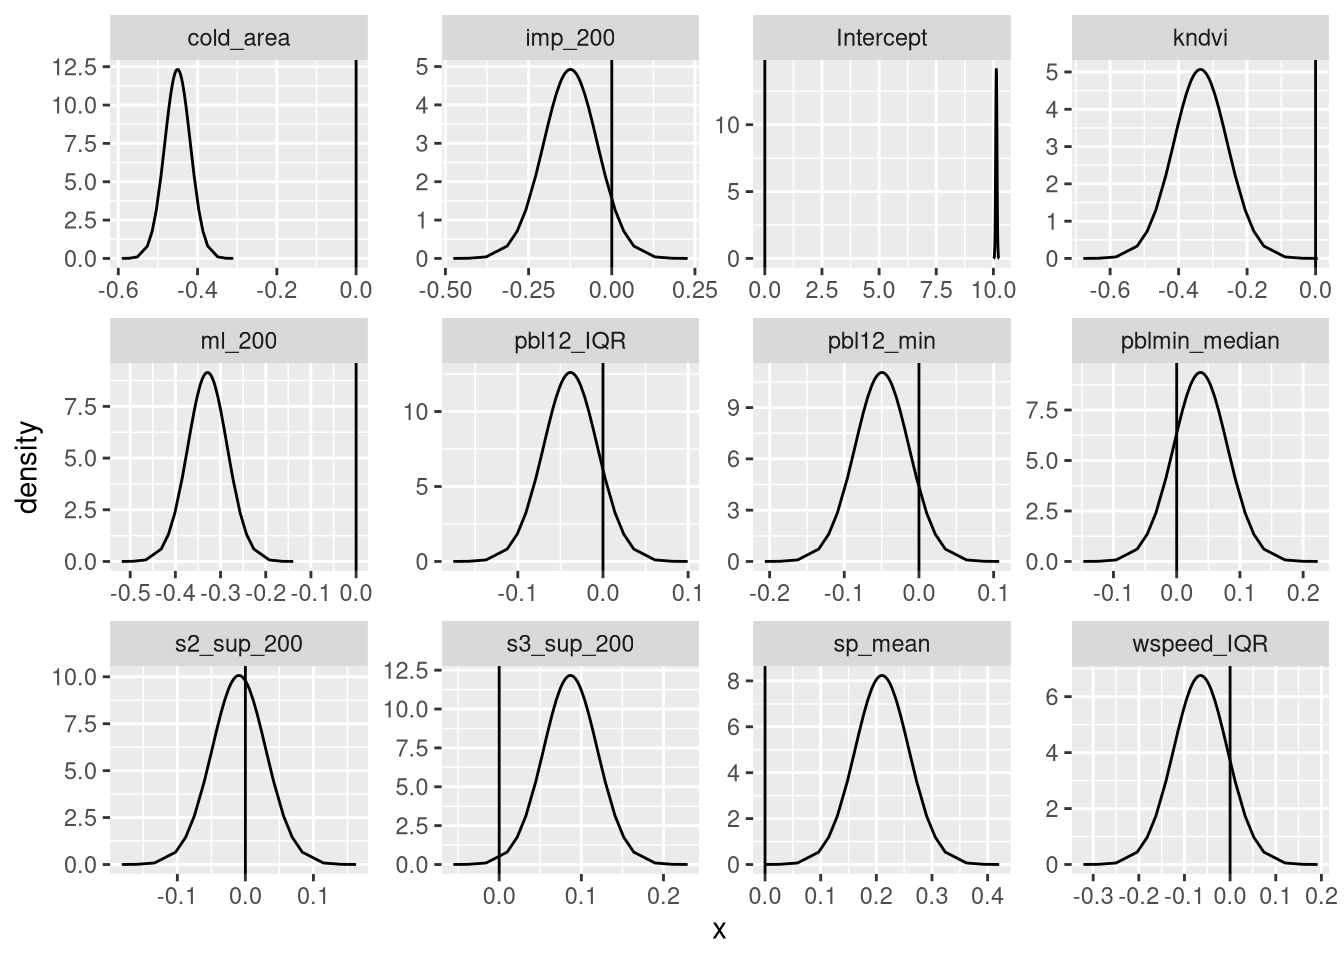 cold_area imp_200 Intercept kndvi
12.5 10.0 7.5 5.0 2.5 0.0
5 4 3 2 1 0
10 5 0
5 4 3 2 1 0
-0.6 -0.4 -0.2 0.0
-0.50 -0.25 0.00 0.25
0.0 2.5 5.0 7.5 10.0
-0.6 -0.4 -0.2 0.0
ml_200 pbl12_IQR pbl12_min pblmin_median
7.5 5.0 2.5 0.0
10 5 0
9 6 3 0
7.5 5.0 2.5 0.0
-0.5 -0.4 -0.3 -0.2 -0.1 0.0
-0.1 0.0 0.1
-0.2 -0.1 0.0 0.1
-0.1 0.0 0.1 0.2
density
s2_sup_200 s3_sup_200 sp_mean wspeed_IQR
10.0 7.5 5.0 2.5 0.0
12.5 10.0 7.5 5.0 2.5 0.0
8 6 4 2 0
6 4 2 0
-0.1 0.0 0.1
0.0 0.1 0.2
0.0 0.1 0.2 0.3 0.4
-0.3 -0.2 -0.1 0.0 0.1 0.2
x